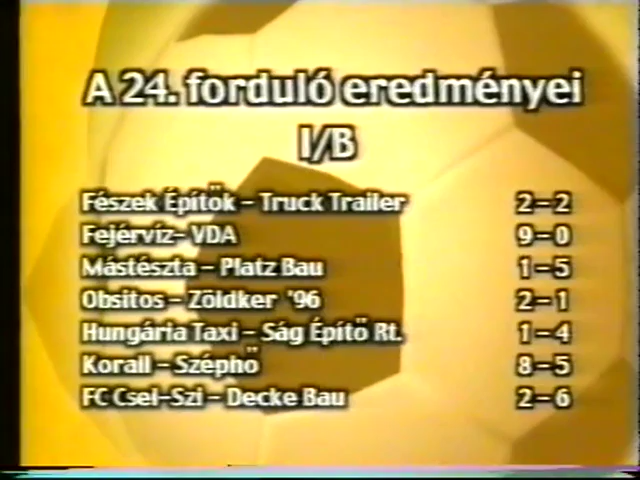 A 24. forduló eredményei
I/B
Fészek Építők - Truck Trailer 2-2
Fejérvíz- VDA 9-0
Mástészta - Platz Bau 1-5
Obsitos - Zöldker '96 2-1
Hungária Taxi - Ság Építő Rt. 1-4
Korall - Széphő 8-5
FC Csei-Szi - Decke Bau 2-6